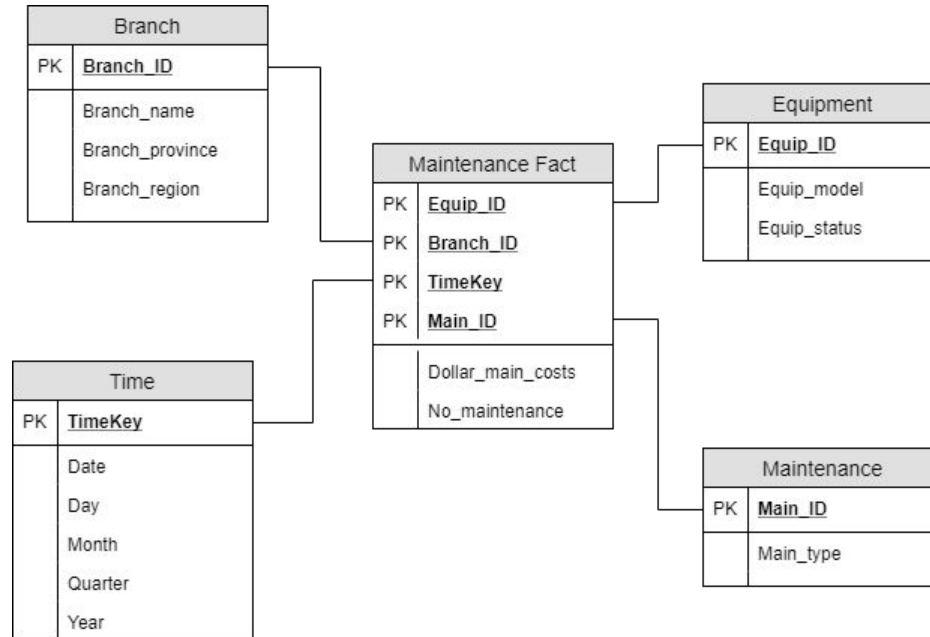 Branch
PK Branch_ID
Branch_name
Branch_province
Branch_region
Equipment
PK Equip_ID
Equip_model
Equip_status
Maintenance Fact
PK Equip_ID
PK Branch_ID
PK TimeKey
PK Main_ID
Dollar_main_costs
No_maintenance
Time
PK TimeKey
Date
Day
Month
Quarter
Year
Maintenance
PK Main_ID
Main_type